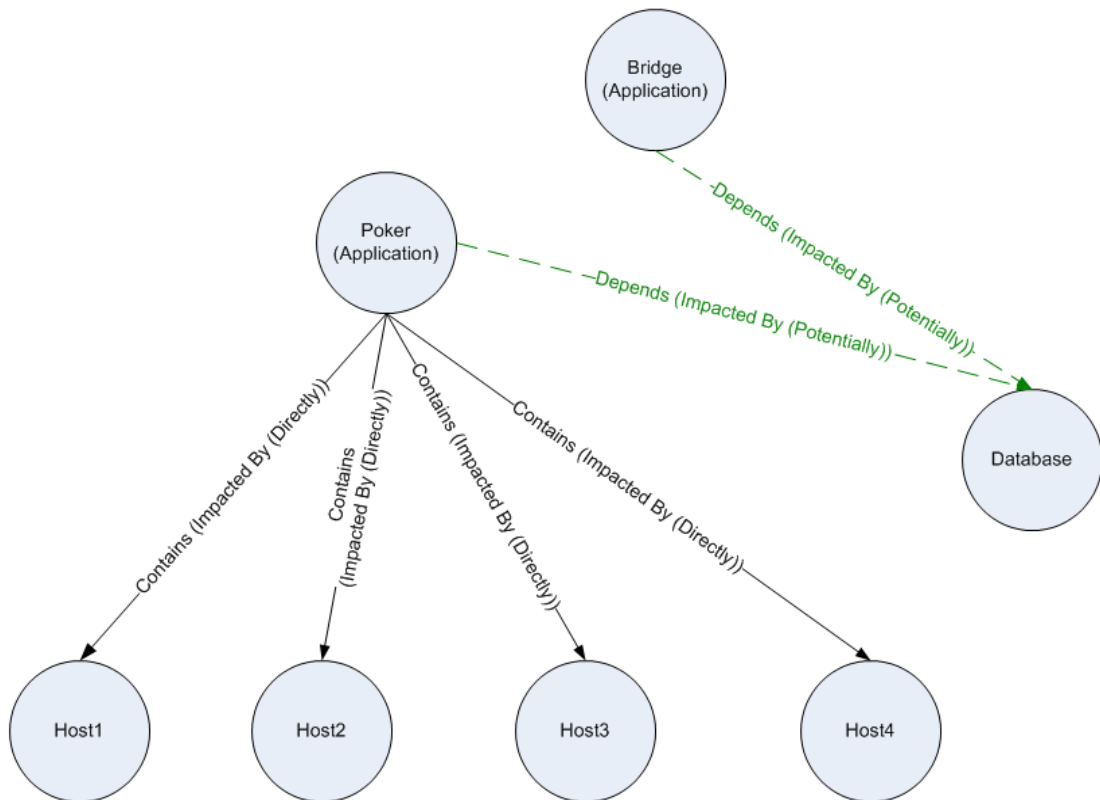 Bridge
(Application)
Poker
(Application)
Depends (Impacted By (Potentially))
Depends (Impacted By (Potentially))
Database
Contains (Impacted By (Directly))
Contains
(Impacted By (Directly))
Contains (Impacted By (Directly))
Contains (Impacted By (Directly))
Host1
Host2
Host3
Host4